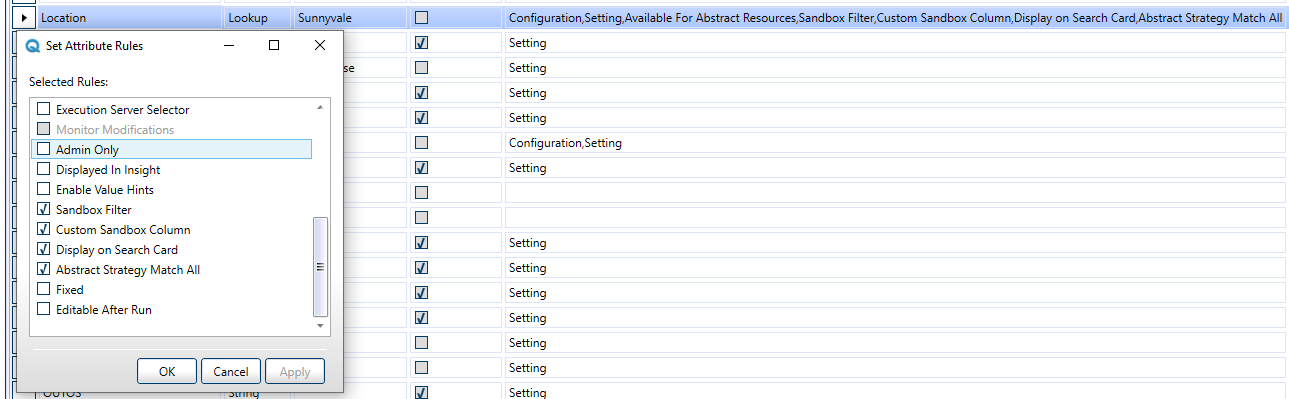 Location Lookup Sunnyvale Configuration,Setting,Available For Abstract Resources,Sandbox Filter,Custom Sandbox Column,Display on Search Card,Abstract Strategy Match All
Set Attribute Rules
Setting
se Setting
Selected Rules:
Setting
Execution Server Selector
Setting
Monitor Modifications
Admin Only
Configuration,Setting
Displayed In Insight
Setting
Enable Value Hints
Sandbox Filter
Custom Sandbox Column
Setting
Display on Search Card
Setting
Abstract Strategy Match All
Fixed
Setting
Editable After Run
Setting
Setting
OK Cancel Apply
Setting
String Setting